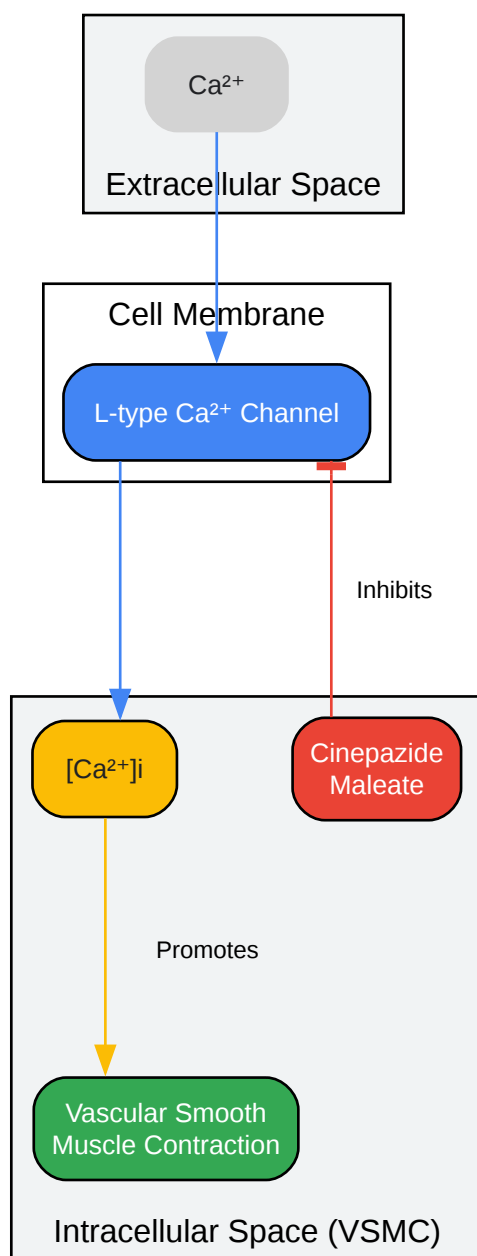 Ca²⁺
Extracellular Space
Cell Membrane
L-type Ca²⁺ Channel
Inhibits
[Ca²⁺]i
Cinepazide
Maleate
Promotes
Vascular Smooth
Muscle Contraction
Intracellular Space (VSMC)